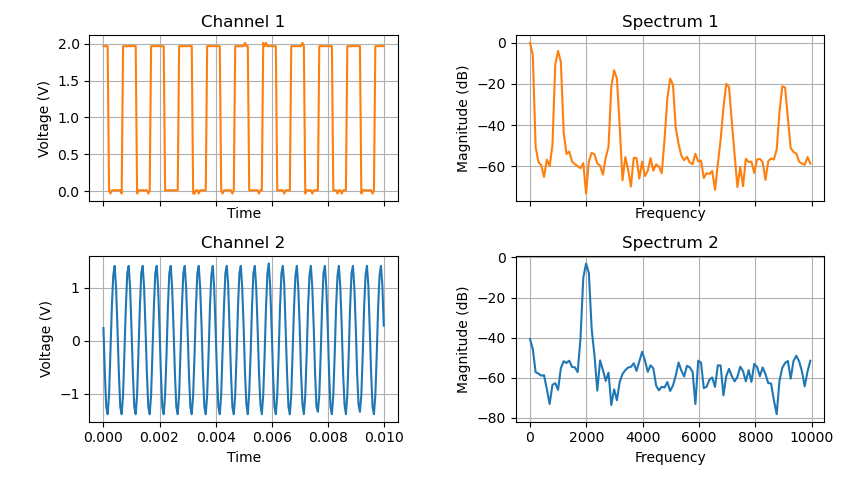 Channel 1
Voltage (V)
2.0
1.5
1.0
0.5
0.0
Time
Spectrum 1
Magnitude (dB)
0
−20
−40
−60
Frequency
Channel 2
Voltage (V)
1
0
−1
0.000 0.002 0.004 0.006 0.008 0.010
Time
Spectrum 2
Magnitude (dB)
0
−20
−40
−60
−80
0 2000 4000 6000 8000 10000
Frequency